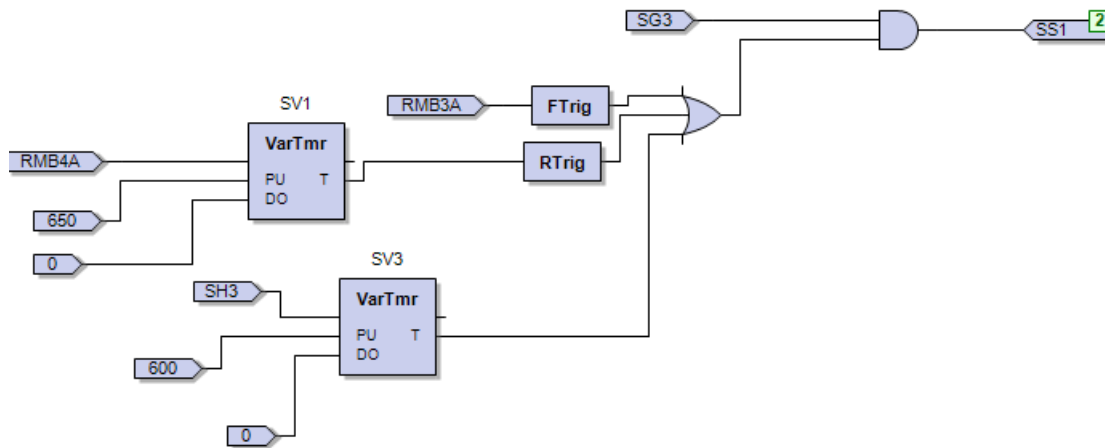 SG3
SS1
2
RMB3A
FTrig
SV1
VarTmr
RMB4A
RTrig
PU T
650
DO
0
SV3
SH3
VarTmr
PU T
600
DO
0